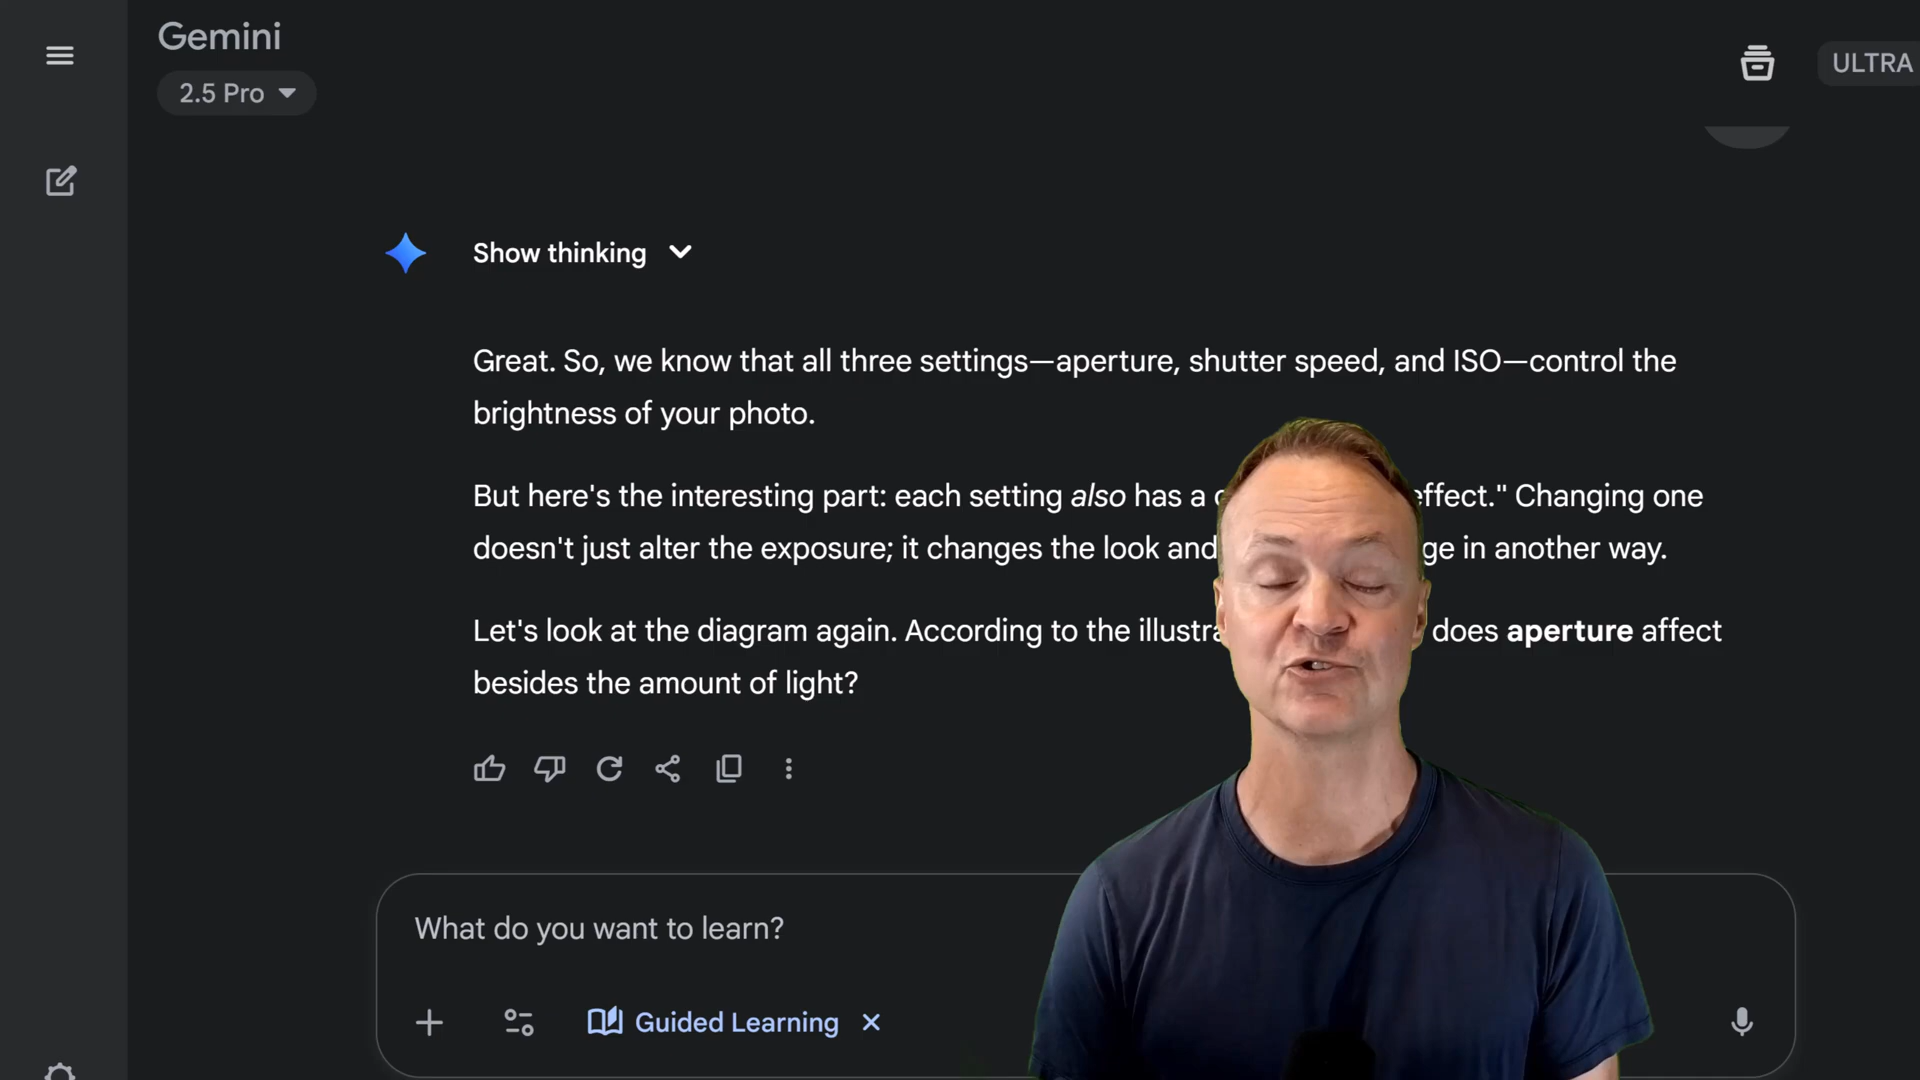 Gemini
2.5 Pro
ULTRA
Show thinking
Great. So, we know that all three settings—aperture, shutter speed, and ISO—control the
brightness of your photo.
But here's the interesting part: each setting also has a effect." Changing one
doesn't just alter the exposure; it changes the look and in another way.
Let's look at the diagram again. According to the does aperture affect
besides the amount of light?
What do you want to learn?
Guided Learning